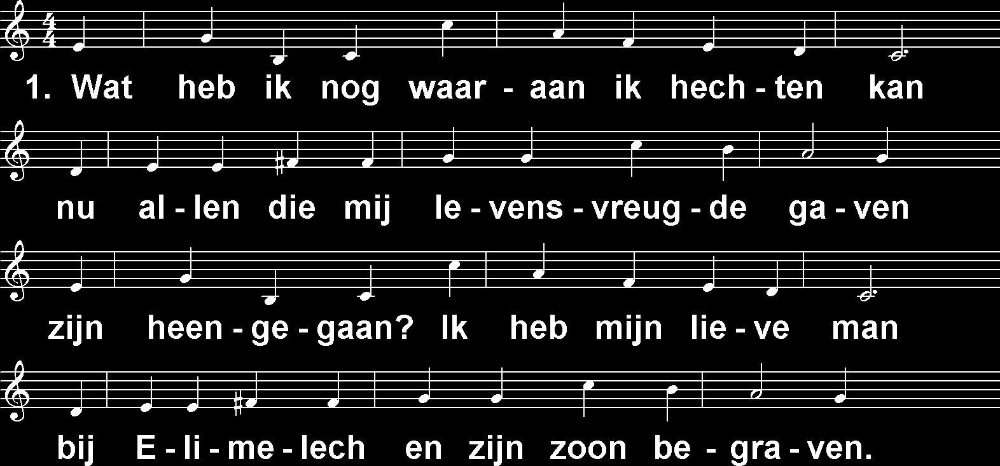 1. Wat heb ik nog waar - aan ik hech - ten kan
nu al - len die mij le - vens - vreug - de ga - ven
zijn heen - ge - gaan? Ik heb mijn lie - ve man
bij E - li - me - lech en zijn zoon be - gra - ven.